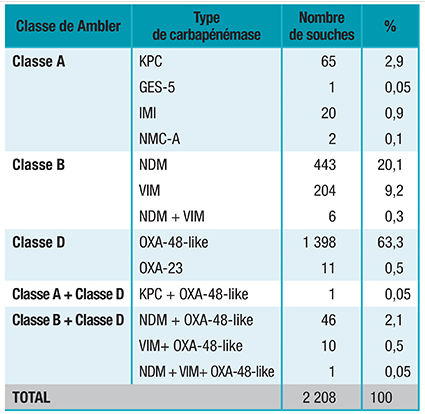 Classe de Ambler Type de carbapénémase Nombre de souches %
Classe A KPC 65 2,9
GES-5 1 0,05
IMI 20 0,9
NMC-A 2 0,1
Classe B NDM 443 20,1
VIM 204 9,2
NDM + VIM 6 0,3
Classe D OXA-48-like 1 398 63,3
OXA-23 11 0,5
Classe A + Classe D KPC + OXA-48-like 1 0,05
Classe B + Classe D NDM + OXA-48-like 46 2,1
VIM+ OXA-48-like 10 0,5
NDM + VIM+ OXA-48-like 1 0,05
TOTAL 2 208 100